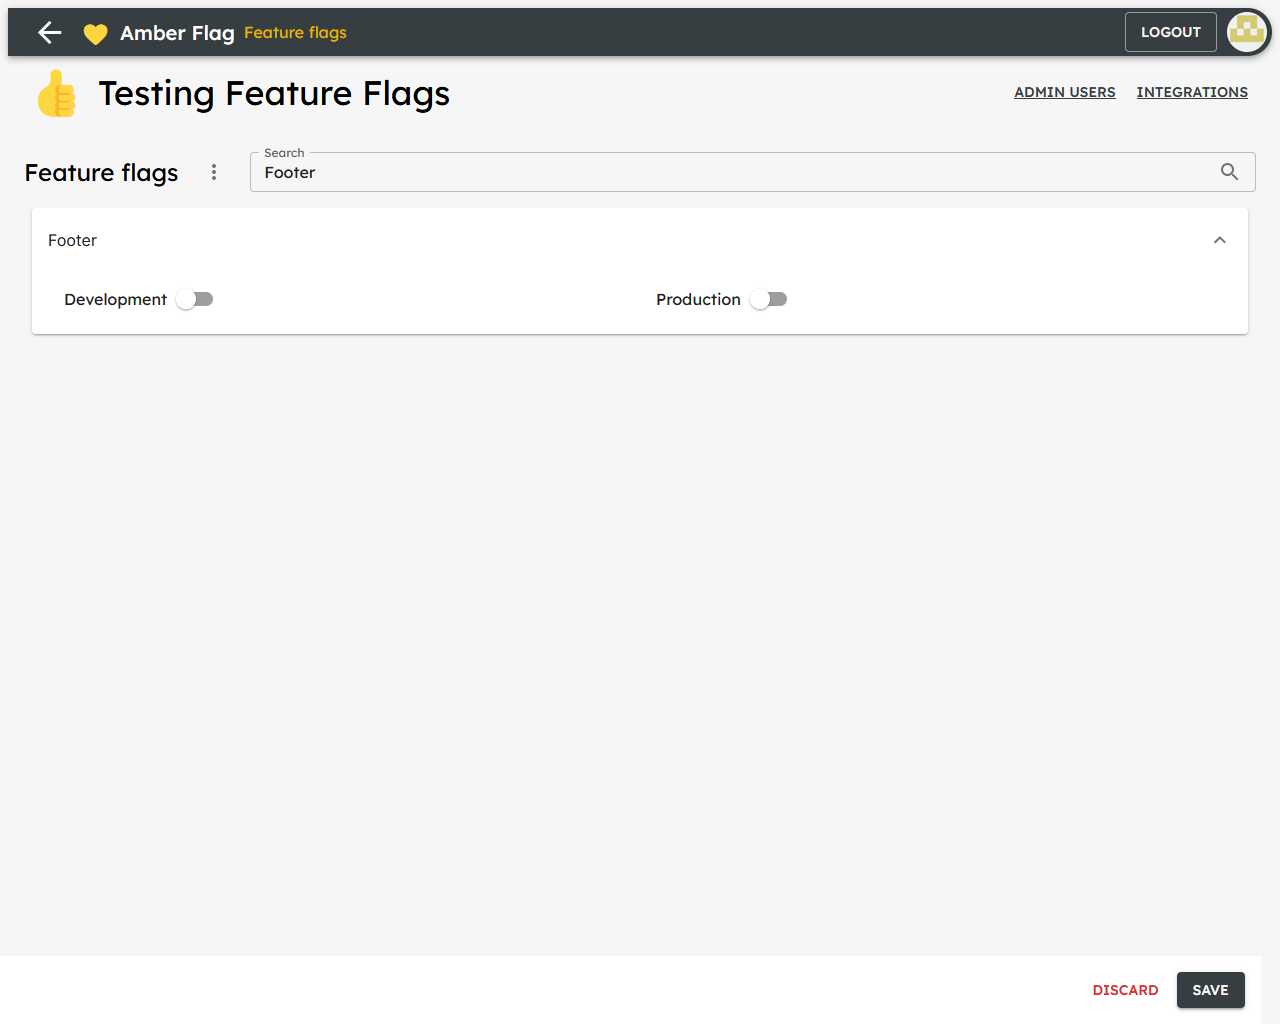 Amber Flag Feature flags LOGOUT
Testing Feature Flags ADMIN USERS INTEGRATIONS
Search
Feature flags Footer
Footer
Development Production
DISCARD SAVE